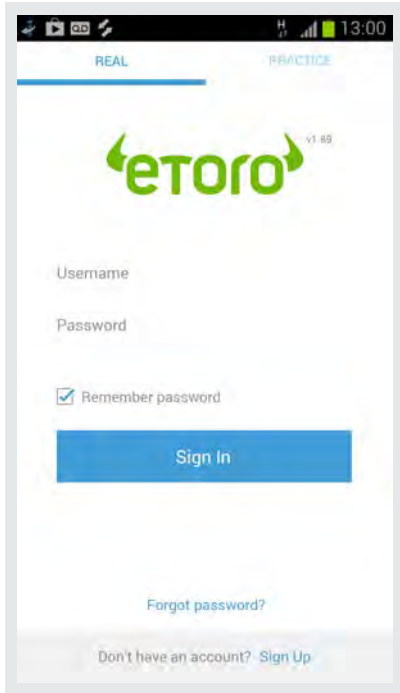 H 13:00
REAL PRACTICE
etoro
v1.69
Username
Password
Remember password
Sign In
Forgot password?
Don't have an account? Sign Up